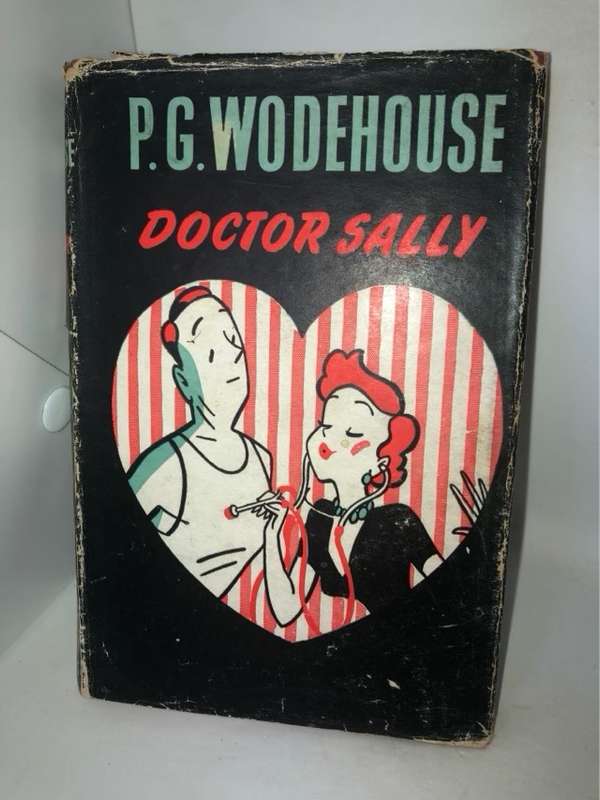 P.G. WODEHOUSE
DOCTOR SALLY